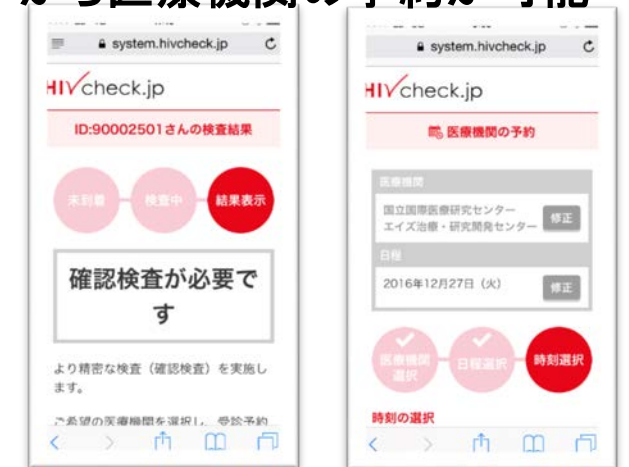 から医療機関の予約が可能
system.hivcheck.jp
HIVcheck.jp
ID:90002501さんの検査結果
未到着
検査中
結果表示
確認検査が必要で
す
より精密な検査（確認検査）を実施し
ます。
ご希望の医療機関を選択し、受診予約
system.hivcheck.jp
HIVcheck.jp
医療機関の予約
医療機関
国立国際医療研究センター
エイズ治療・研究開発センター
修正
日程
2016年12月27日（火）
修正
医療機関
選択
日程選択
時刻選択
時刻の選択